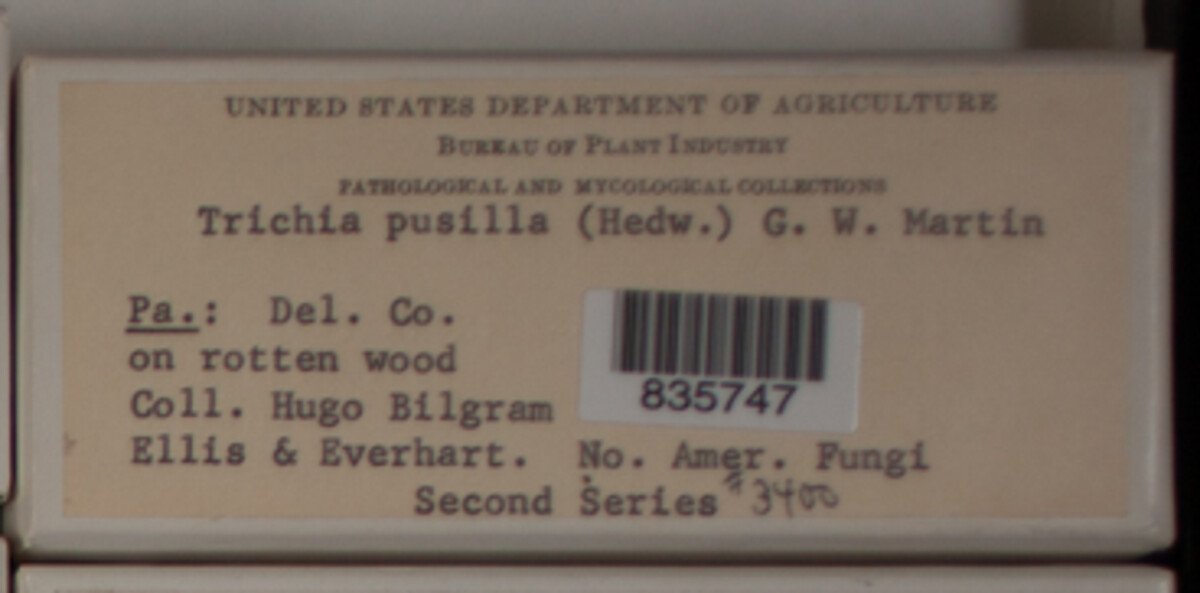 UNITED STATES DEPARTMENT OF AGRICULTURE
BUREAU OF PLANT INDUSTRY
PATHOLOGICAL AND MYCOLOGICAL COLLECTIONS
Trichia pusilla (Hedw.) G. W. Martin
Pa.: Del. Co.
on rotten wood
Coll. Hugo Bilgram
835747
Ellis & Everhart. No. Amer. Fungi
Second Series #3400